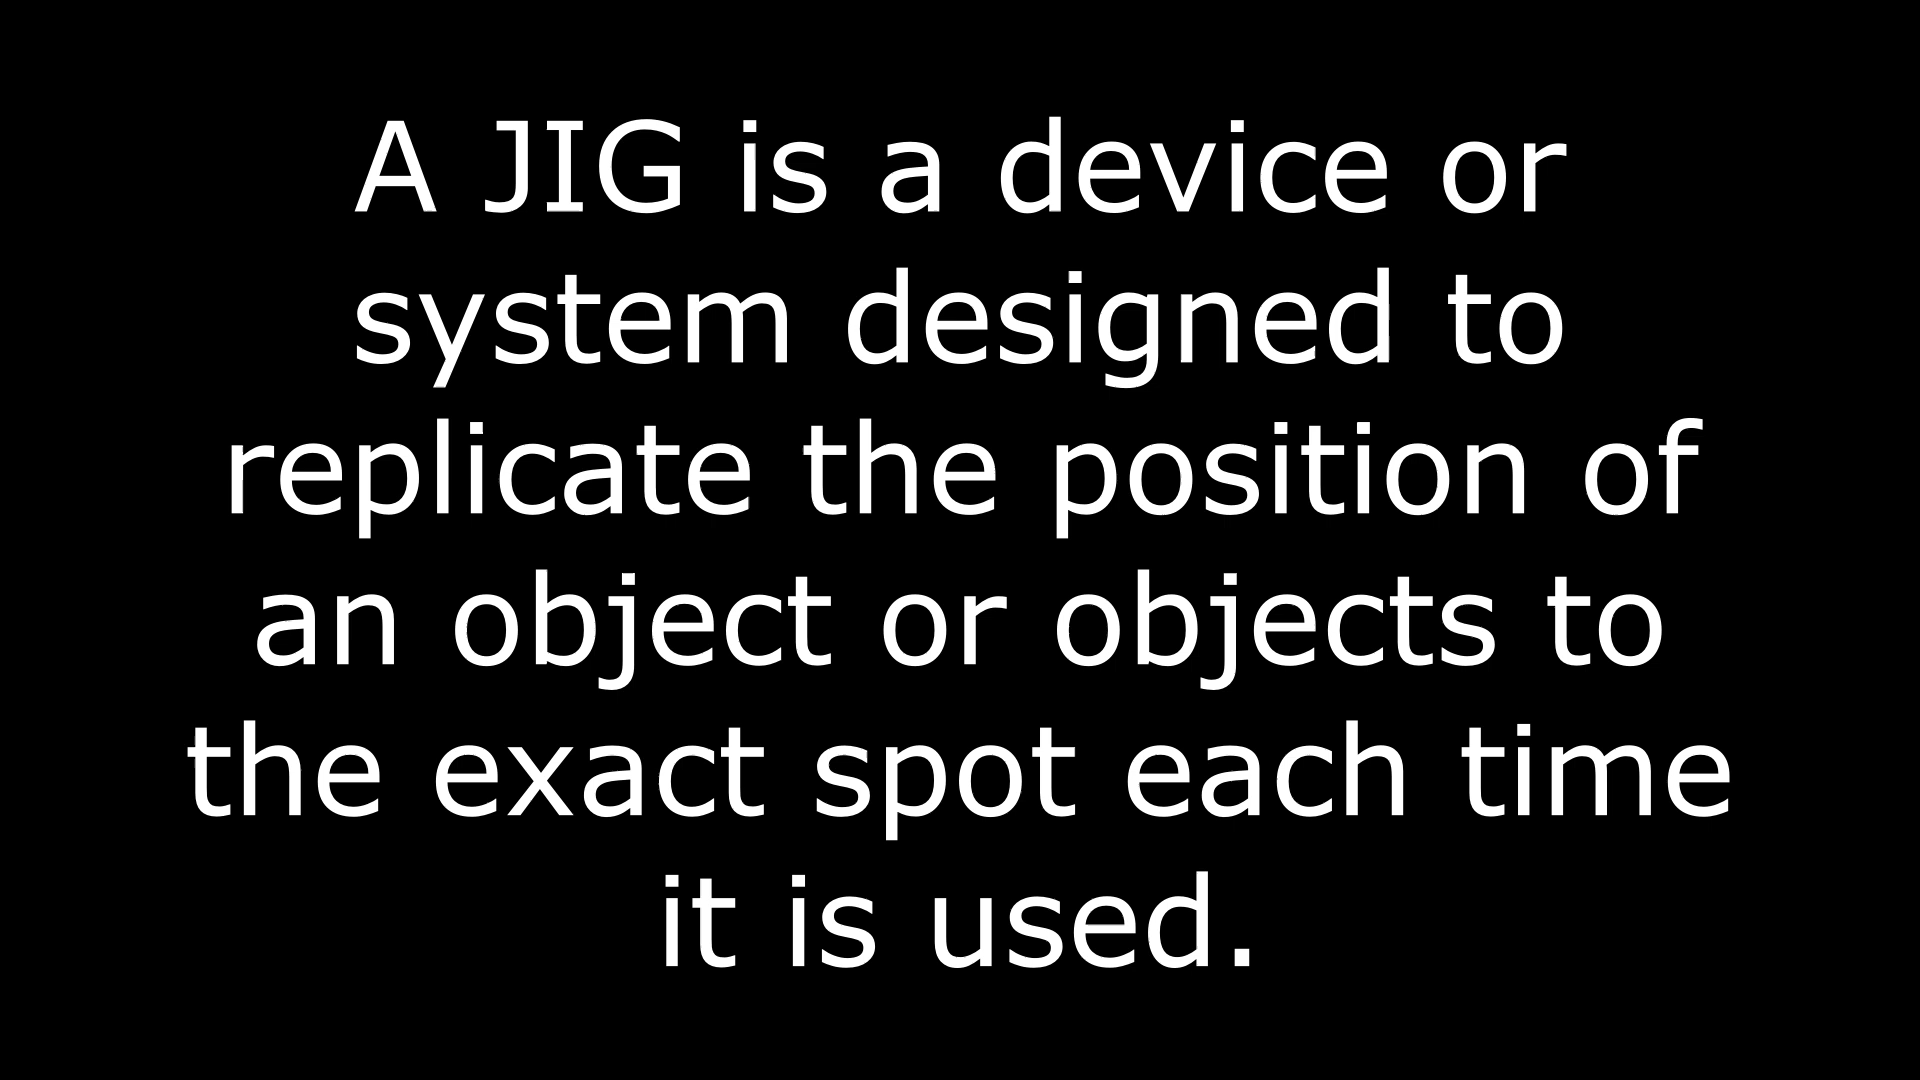 A JIG is a device or
system designed to
replicate the position of
an object or objects to
the exact spot each time
it is used.